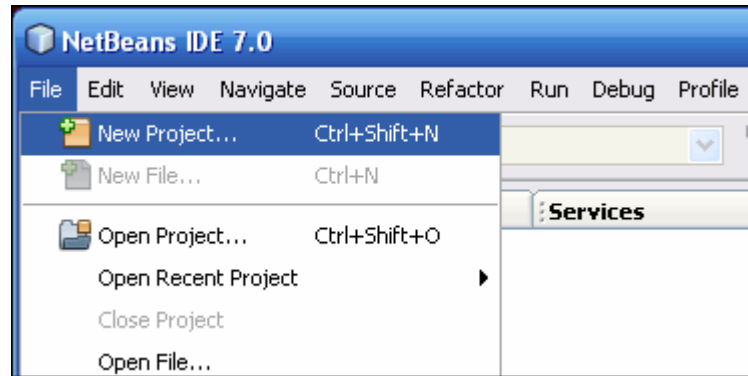 NetBeans IDE 7.0
File Edit View Navigate Source Refactor Run Debug Profile
New Project... Ctrl+Shift+N
New File... Ctrl+N
Services
Open Project... Ctrl+Shift+O
Open Recent Project
Close Project
Open File...